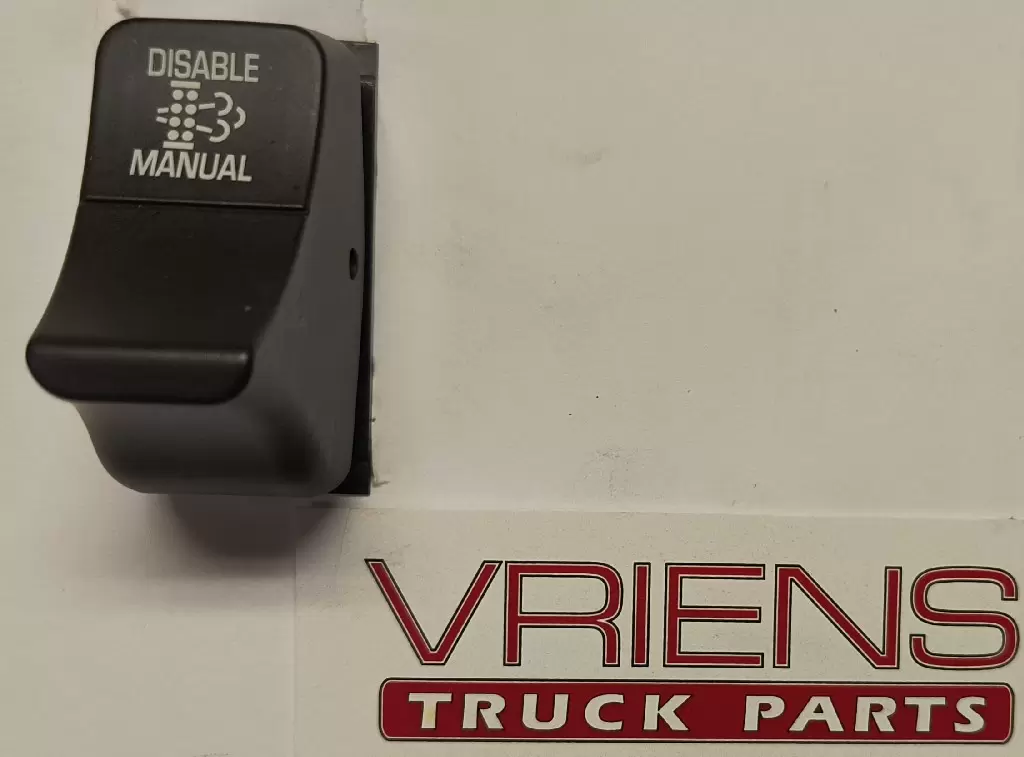 DISABLE
MANUAL
VRIENS
TRUCK PARTS